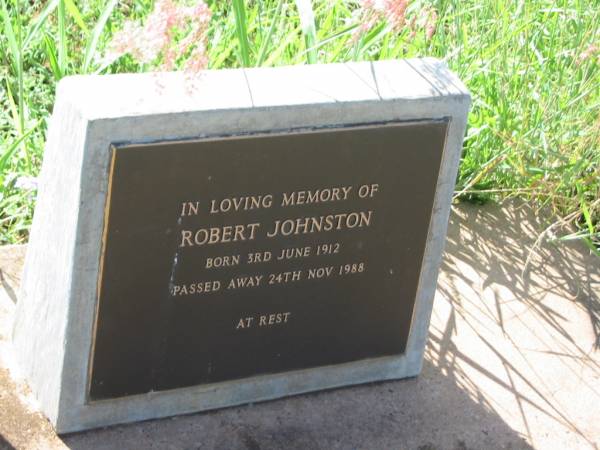 IN LOVING MEMORY OF
ROBERT JOHNSTON
BORN 3RD JUNE 1912
PASSED AWAY 24TH NOV 1988
AT REST